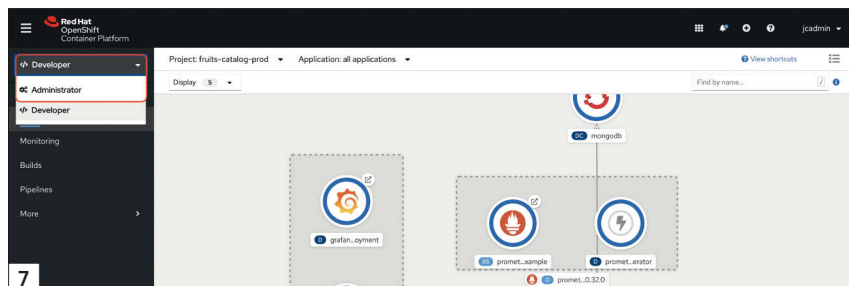 Red Hat
OpenShift
Container Platform
jcadmin
</> Developer
Administrator
</> Developer
Monitoring
Builds
Pipelines
More
Project: fruits-catalog-prod
Application: all applications
View shortcuts
Display 5
Find by name...
/
DC mongodb
D grafan...oyment
SS promet...xample
D promet...erator
D promet...0.32.0
7